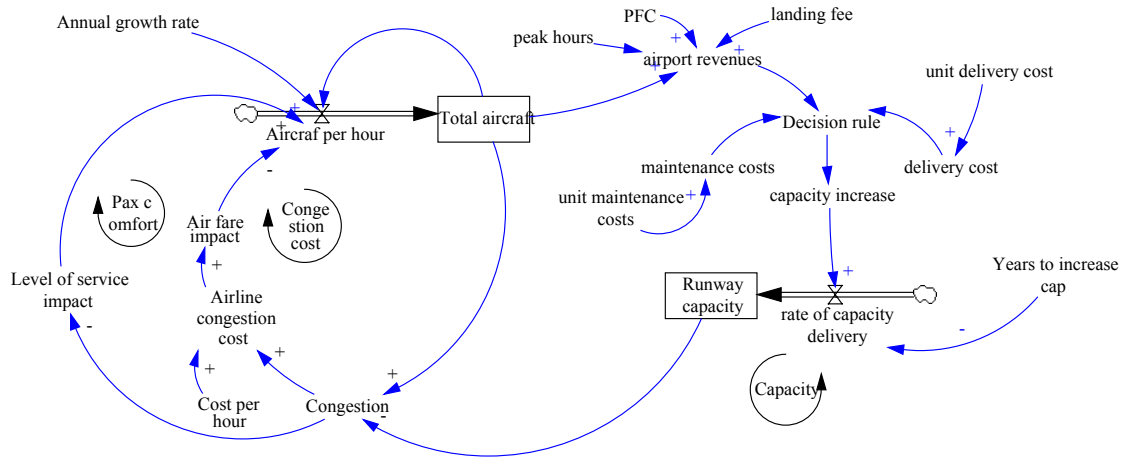 Annual growth rate
PFC
landing fee
peak hours
airport revenues
unit delivery cost
Total aircraft
Aircraf per hour
Decision rule
maintenance costs
delivery cost
unit maintenance
costs
capacity increase
Pax c
omfort
Conge
stion
cost
Air fare
impact
Level of service
impact
Airline
congestion
cost
Runway
capacity
rate of capacity
delivery
Years to increase
cap
Capacity
Cost per
hour
Congestion
+
+
+
+
+
+
+
+
+
+
+
+
+
-
-
-
-